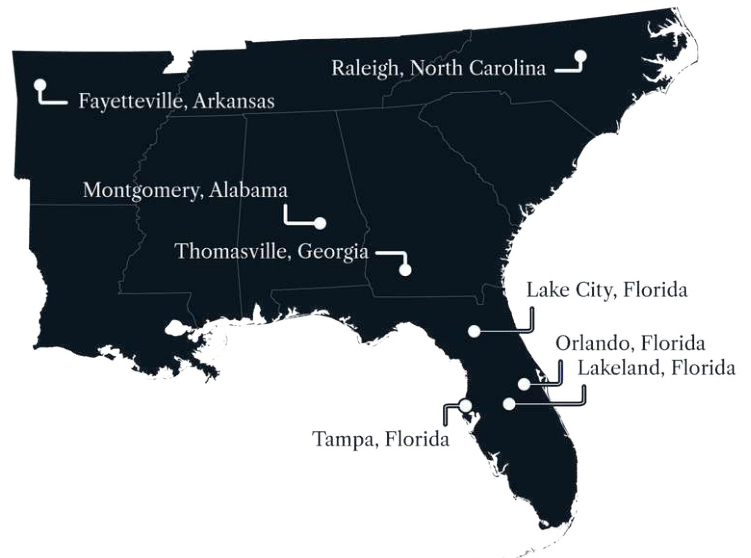 Raleigh, North Carolina
Fayetteville, Arkansas
Montgomery, Alabama
Thomasville, Georgia
Lake City, Florida
Orlando, Florida
Lakeland, Florida
Tampa, Florida